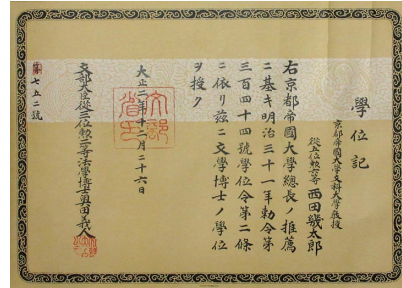 學位記
京都帝國大學文科大學教授
從五位勲六等 西田幾太郎
右京都帝國大學總長ノ推薦
ニ基キ明治三十一年勅令第
三百四十四號學位令第二條
ニ依リ茲ニ文學博士ノ學位
ヲ授ク
大正二年十二月二十六日
文部省印
文部大臣從三位勲二等法學博士奥田義人
第七五二號